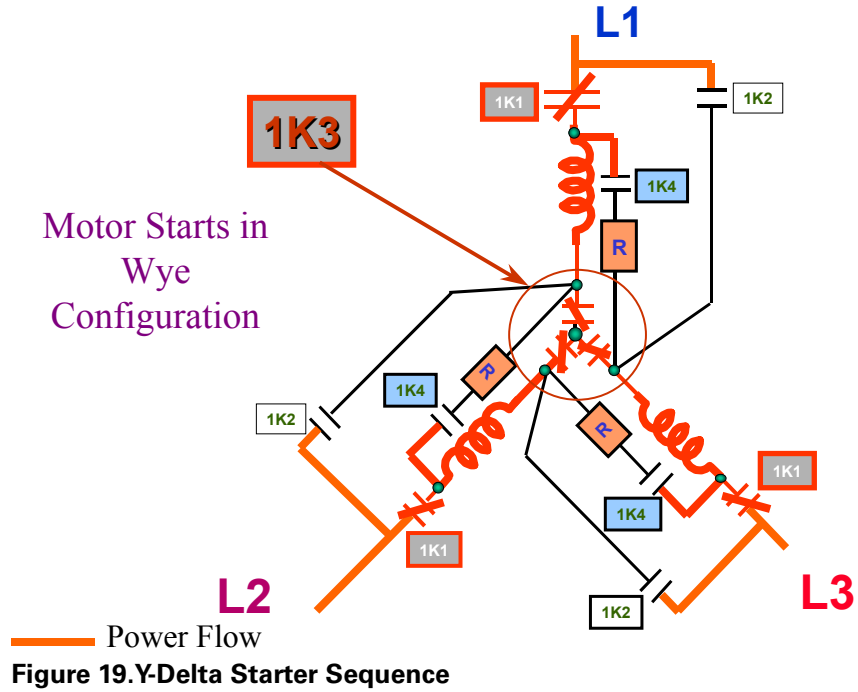 L1
1K1
1K2
1K3
1K4
R
Motor Starts in
Wye
Configuration
R
1K4
1K2
R
1K1
1K4
1K1
L2
1K2
L3
Power Flow
Figure 19.Y-Delta Starter Sequence